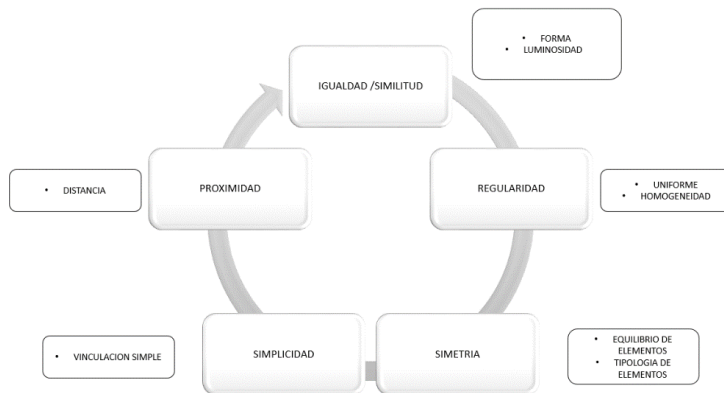 • FORMA
• LUMINOSIDAD
IGUALDAD /SIMILITUD
• DISTANCIA
PROXIMIDAD
REGULARIDAD
• UNIFORME
• HOMOGENEIDAD
• VINCULACION SIMPLE
SIMPLICIDAD
SIMETRIA
• EQUILIBRIO DE
ELEMENTOS
• TIPOLOGIA DE
ELEMENTOS